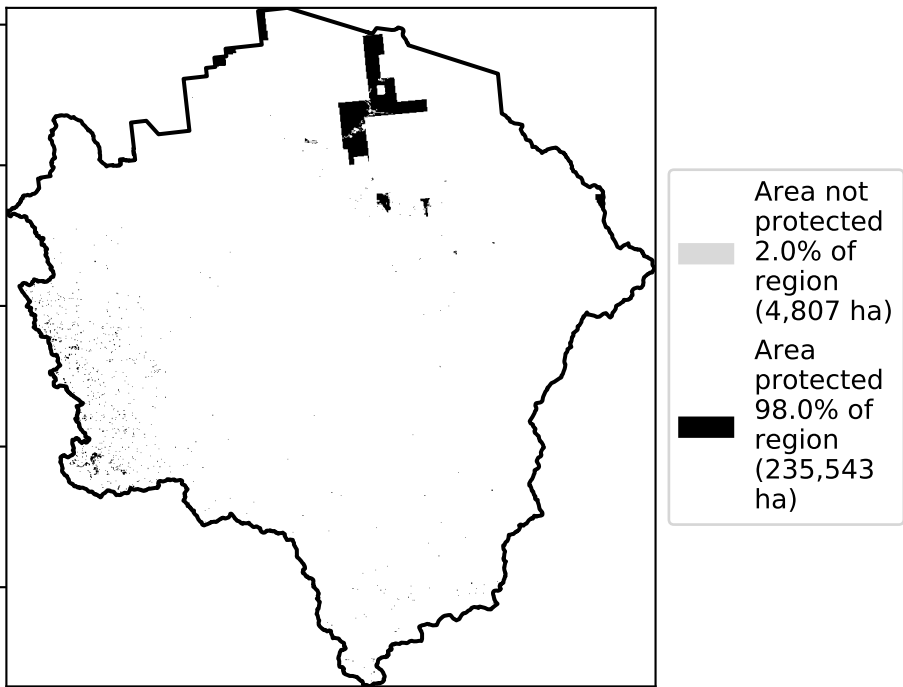 Area not
protected
2.0% of
region
(4,807 ha)
Area
protected
98.0% of
region
(235,543
ha)